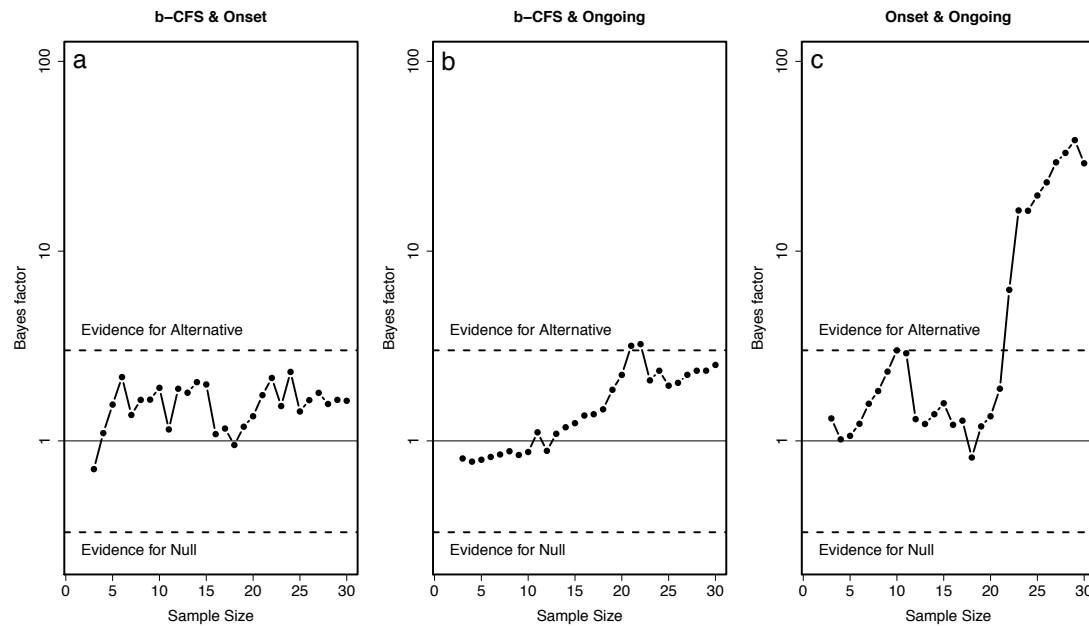 b−CFS & Onset
a
100
10
1
Bayes factor
Evidence for Alternative
Evidence for Null
0 5 10 15 20 25 30
Sample Size
b−CFS & Ongoing
b
100
10
1
Bayes factor
Evidence for Alternative
Evidence for Null
0 5 10 15 20 25 30
Sample Size
Onset & Ongoing
c
100
10
1
Bayes factor
Evidence for Alternative
Evidence for Null
0 5 10 15 20 25 30
Sample Size